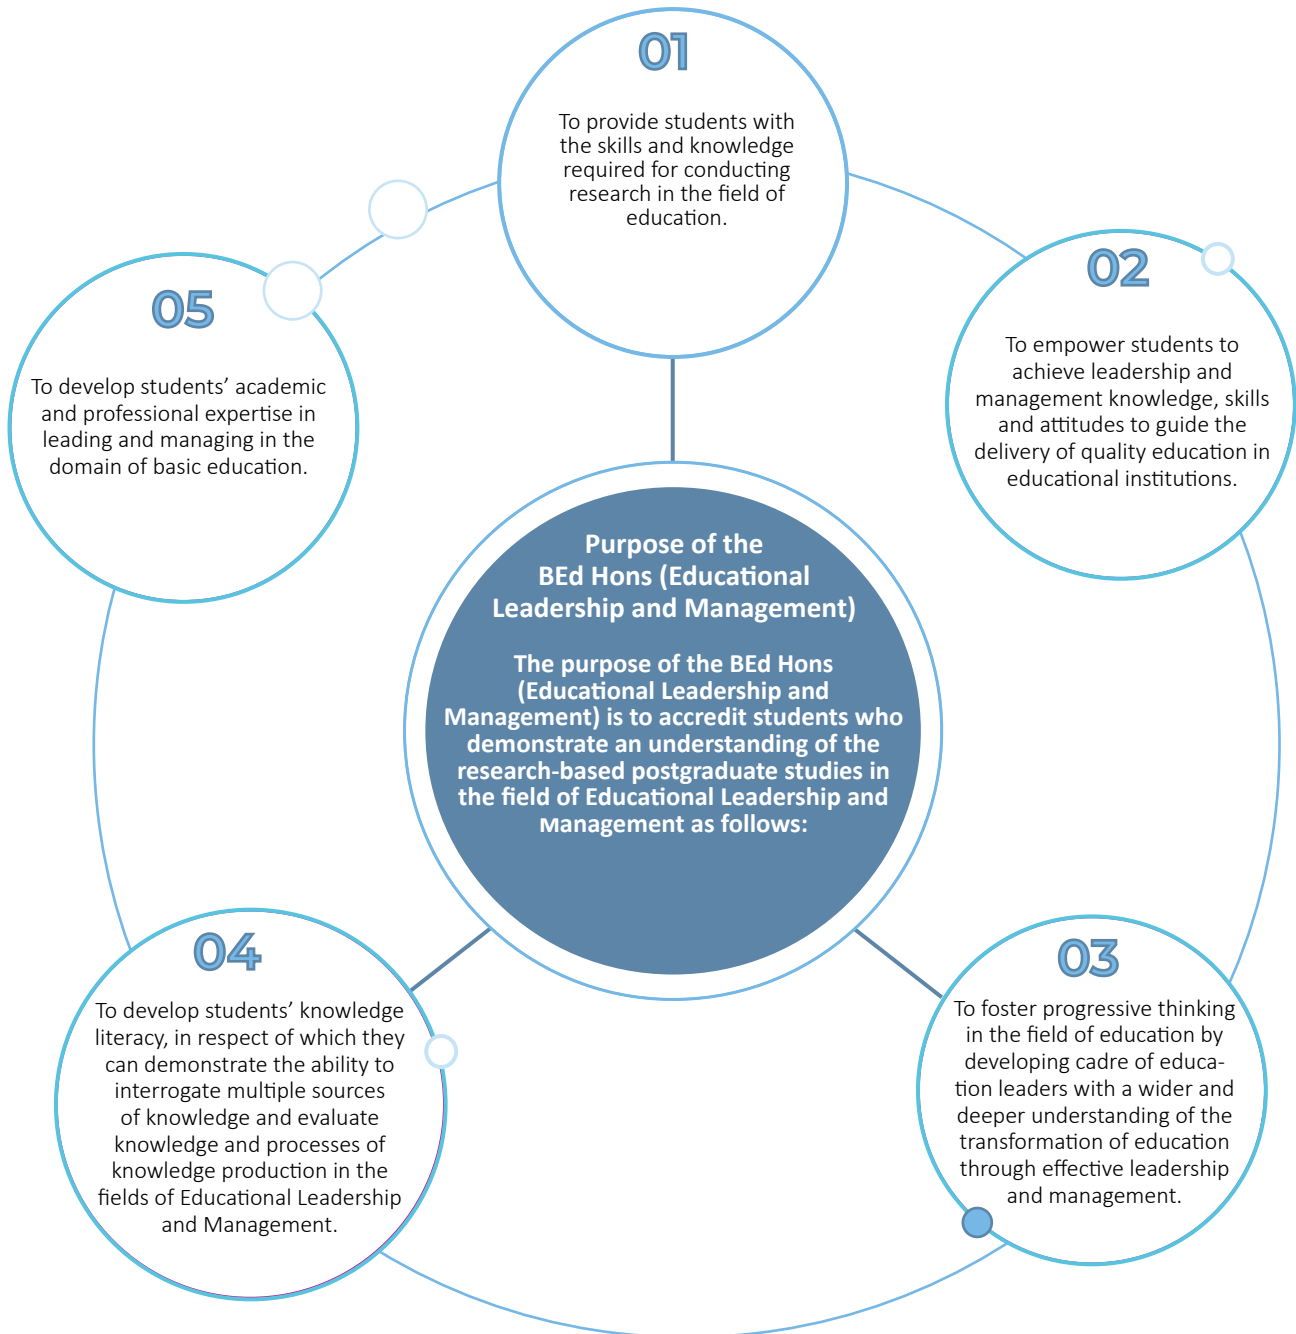 01
To provide students with
the skills and knowledge
required for conducting
research in the field of
education.
02
To empower students to
achieve leadership and
management knowledge, skills
and attitudes to guide the
delivery of quality education in
educational institutions.
05
To develop students’ academic
and professional expertise in
leading and managing in the
domain of basic education.
Purpose of the
BEd Hons (Educational
Leadership and Management)
The purpose of the BEd Hons
(Educational Leadership and
Management) is to accredit students who
demonstrate an understanding of the
research-based postgraduate studies in
the field of Educational Leadership and
Management as follows:
04
To develop students’ knowledge
literacy, in respect of which they
can demonstrate the ability to
interrogate multiple sources
of knowledge and evaluate
knowledge and processes of
knowledge production in the
fields of Educational Leadership
and Management.
03
To foster progressive thinking
in the field of education by
developing cadre of educa-
tion leaders with a wider and
deeper understanding of the
transformation of education
through effective leadership
and management.